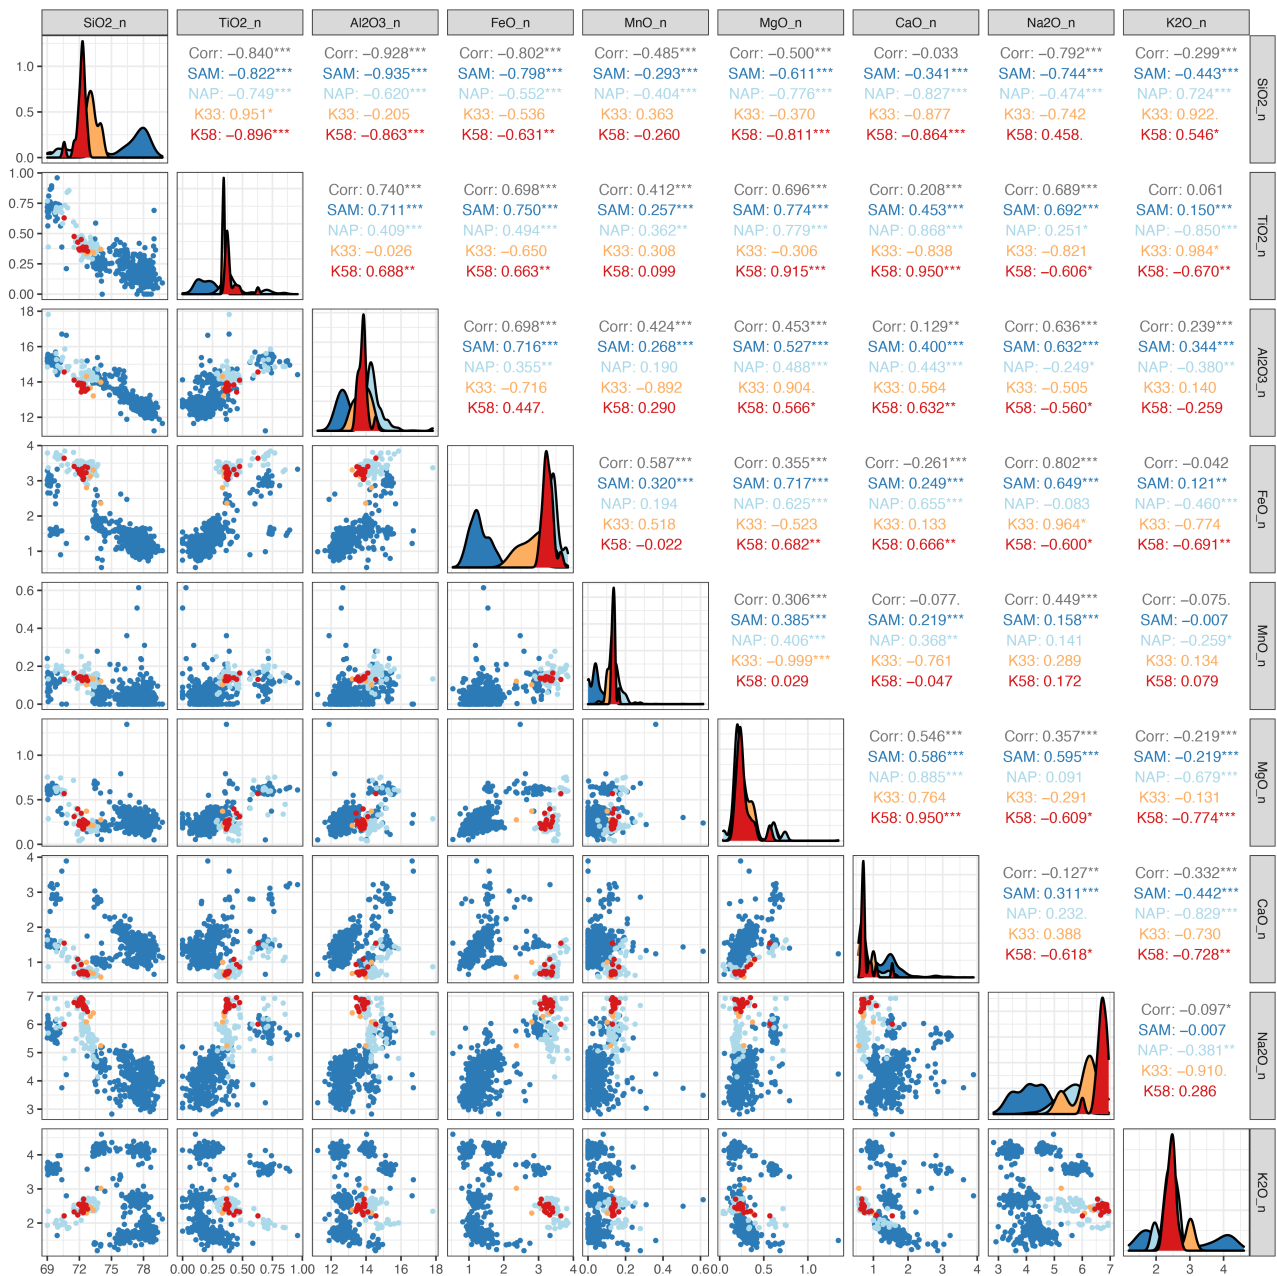 SiO2_n TiO2_n Al2O3_n FeO_n MnO_n MgO_n CaO_n Na2O_n K2O_n
Corr: −0.840*** Corr: −0.928*** Corr: −0.802*** Corr: −0.485*** Corr: −0.500*** Corr: −0.033 Corr: −0.792*** Corr: −0.299***
SAM: −0.822*** SAM: −0.935*** SAM: −0.798*** SAM: −0.293*** SAM: −0.611*** SAM: −0.341*** SAM: −0.744*** SAM: −0.443***
NAP: −0.749*** NAP: −0.620*** NAP: −0.552*** NAP: −0.404*** NAP: −0.776*** NAP: −0.827*** NAP: −0.474*** NAP: 0.724***
K33: 0.951* K33: −0.205 K33: −0.536 K33: 0.363 K33: −0.370 K33: −0.877 K33: −0.742 K33: 0.922.
K58: −0.896*** K58: −0.863*** K58: −0.631** K58: −0.260 K58: −0.811*** K58: −0.864*** K58: 0.458. K58: 0.546*
1.0
0.5
0.0
SiO2_n
Corr: 0.740*** Corr: 0.698*** Corr: 0.412*** Corr: 0.696*** Corr: 0.208*** Corr: 0.689*** Corr: 0.061
SAM: 0.711*** SAM: 0.750*** SAM: 0.257*** SAM: 0.774*** SAM: 0.453*** SAM: 0.692*** SAM: 0.150***
NAP: 0.409*** NAP: 0.494*** NAP: 0.362** NAP: 0.779*** NAP: 0.868*** NAP: 0.251* NAP: −0.850***
K33: −0.026 K33: −0.650 K33: 0.308 K33: −0.306 K33: −0.838 K33: −0.821 K33: 0.984*
K58: 0.688** K58: 0.663** K58: 0.099 K58: 0.915*** K58: 0.950*** K58: −0.606* K58: −0.670**
1.00
0.75
0.50
0.25
0.00
TiO2_n
Corr: 0.698*** Corr: 0.424*** Corr: 0.453*** Corr: 0.129** Corr: 0.636*** Corr: 0.239***
SAM: 0.716*** SAM: 0.268*** SAM: 0.527*** SAM: 0.400*** SAM: 0.632*** SAM: 0.344***
NAP: 0.355** NAP: 0.190 NAP: 0.488*** NAP: 0.443*** NAP: −0.249* NAP: −0.380**
K33: −0.716 K33: −0.892 K33: 0.904. K33: 0.564 K33: −0.505 K33: 0.140
K58: 0.447. K58: 0.290 K58: 0.566* K58: 0.632** K58: −0.560* K58: −0.259
18
16
14
12
Al2O3_n
Corr: 0.587*** Corr: 0.355*** Corr: −0.261*** Corr: 0.802*** Corr: −0.042
SAM: 0.320*** SAM: 0.717*** SAM: 0.249*** SAM: 0.649*** SAM: 0.121**
NAP: 0.194 NAP: 0.625*** NAP: 0.655*** NAP: −0.083 NAP: −0.460***
K33: 0.518 K33: −0.523 K33: 0.133 K33: 0.964* K33: −0.774
K58: −0.022 K58: 0.682** K58: 0.666** K58: −0.600* K58: −0.691**
4
3
2
1
FeO_n
Corr: 0.306*** Corr: −0.077. Corr: 0.449*** Corr: −0.075.
SAM: 0.385*** SAM: 0.219*** SAM: 0.158*** SAM: −0.007
NAP: 0.406*** NAP: 0.368** NAP: 0.141 NAP: −0.259*
K33: −0.999*** K33: −0.761 K33: 0.289 K33: 0.134
K58: 0.029 K58: −0.047 K58: 0.172 K58: 0.079
0.6
0.4
0.2
0.0
MnO_n
Corr: 0.546*** Corr: 0.357*** Corr: −0.219***
SAM: 0.586*** SAM: 0.595*** SAM: −0.219***
NAP: 0.885*** NAP: 0.091 NAP: −0.679***
K33: 0.764 K33: −0.291 K33: −0.131
K58: 0.950*** K58: −0.609* K58: −0.774***
1.0
0.5
0.0
MgO_n
Corr: −0.127** Corr: −0.332***
SAM: 0.311*** SAM: −0.442***
NAP: 0.232. NAP: −0.829***
K33: 0.388 K33: −0.730
K58: −0.618* K58: −0.728**
4
3
2
1
CaO_n
Corr: −0.097*
SAM: −0.007
NAP: −0.381**
K33: −0.910.
K58: 0.286
7
6
5
4
3
Na2O_n
4
3
2
K2O_n
69 72 75 78 0.00 0.25 0.50 0.75 1.00 12 14 16 18 1 2 3 4 0.0 0.2 0.4 0.6 0.0 0.5 1.0 1 2 3 4 3 4 5 6 7 2 3 4